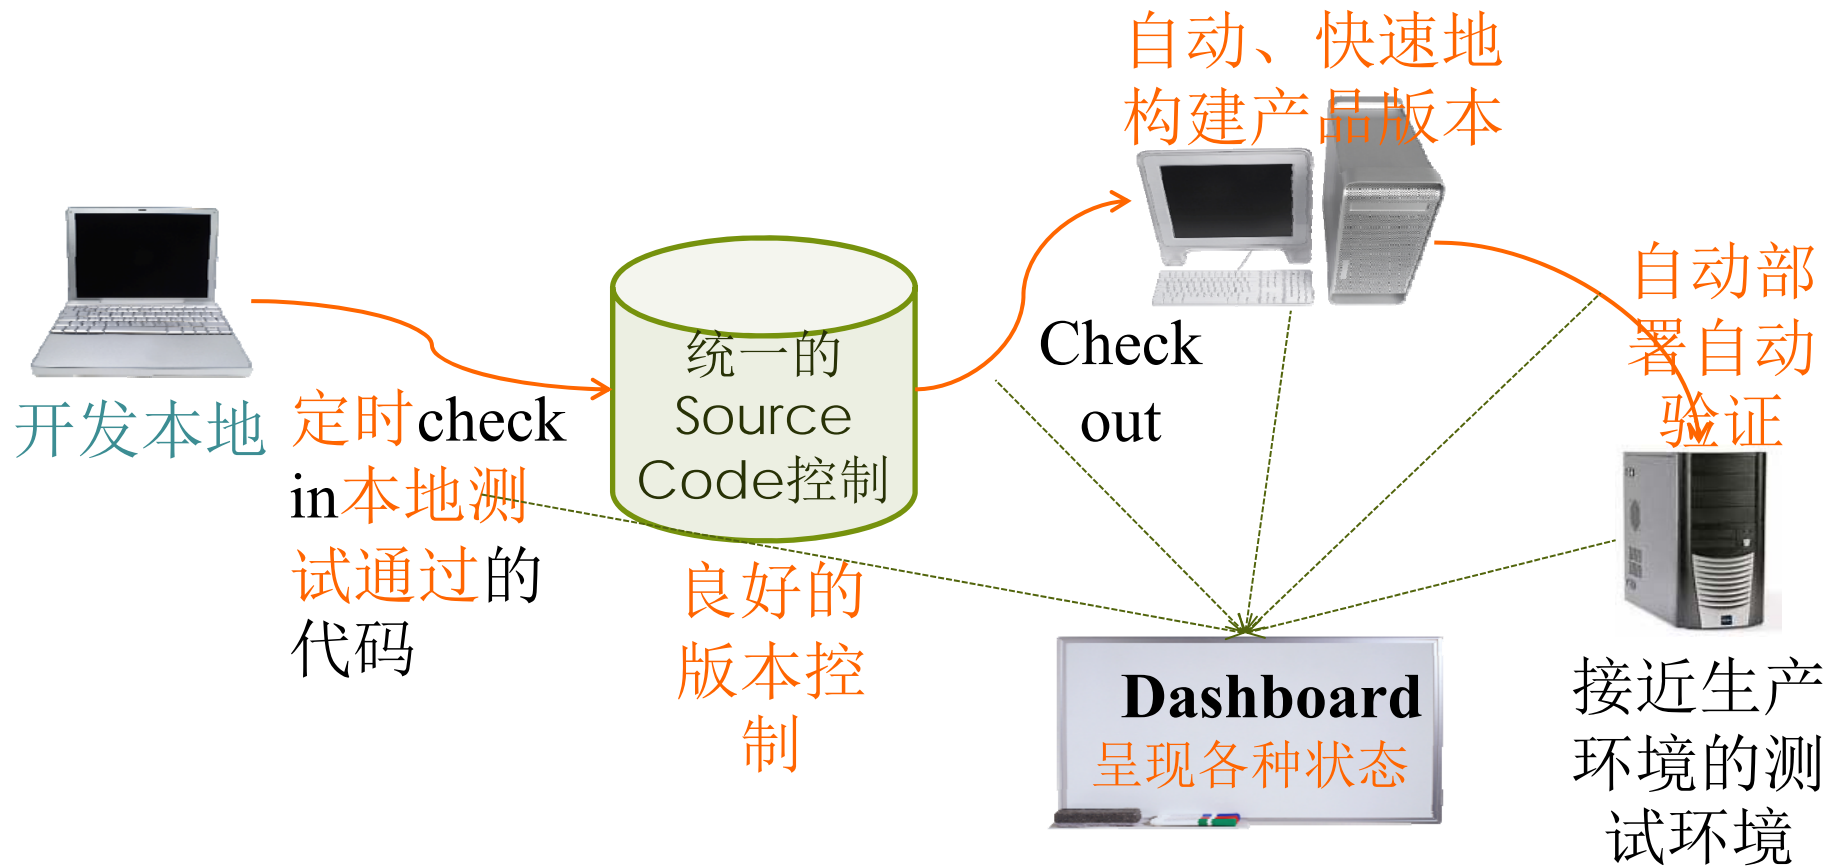 自动、快速地
构建产品版本
自动部
署自动
验证
统一的
Source
Code控制
Check
out
开发本地
定时check
in本地测
试通过的
代码
良好的
版本控
制
Dashboard
呈现各种状态
接近生产
环境的测
试环境